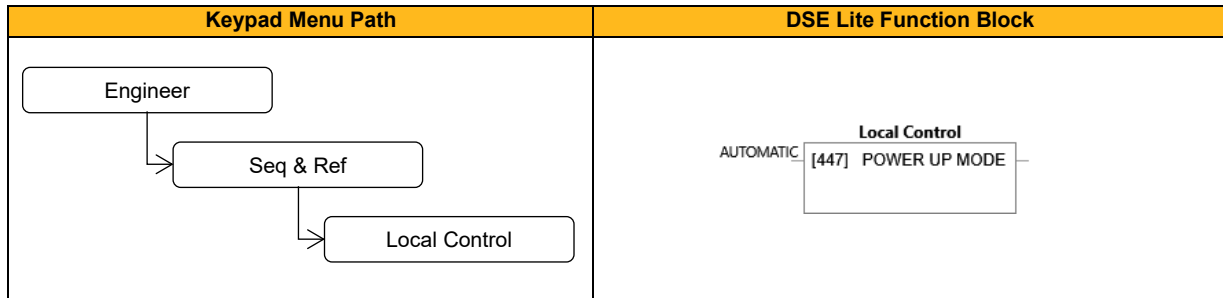 Keypad Menu Path
DSE Lite Function Block
Engineer
Seq & Ref
Local Control
Local Control
AUTOMATIC
[447] POWER UP MODE